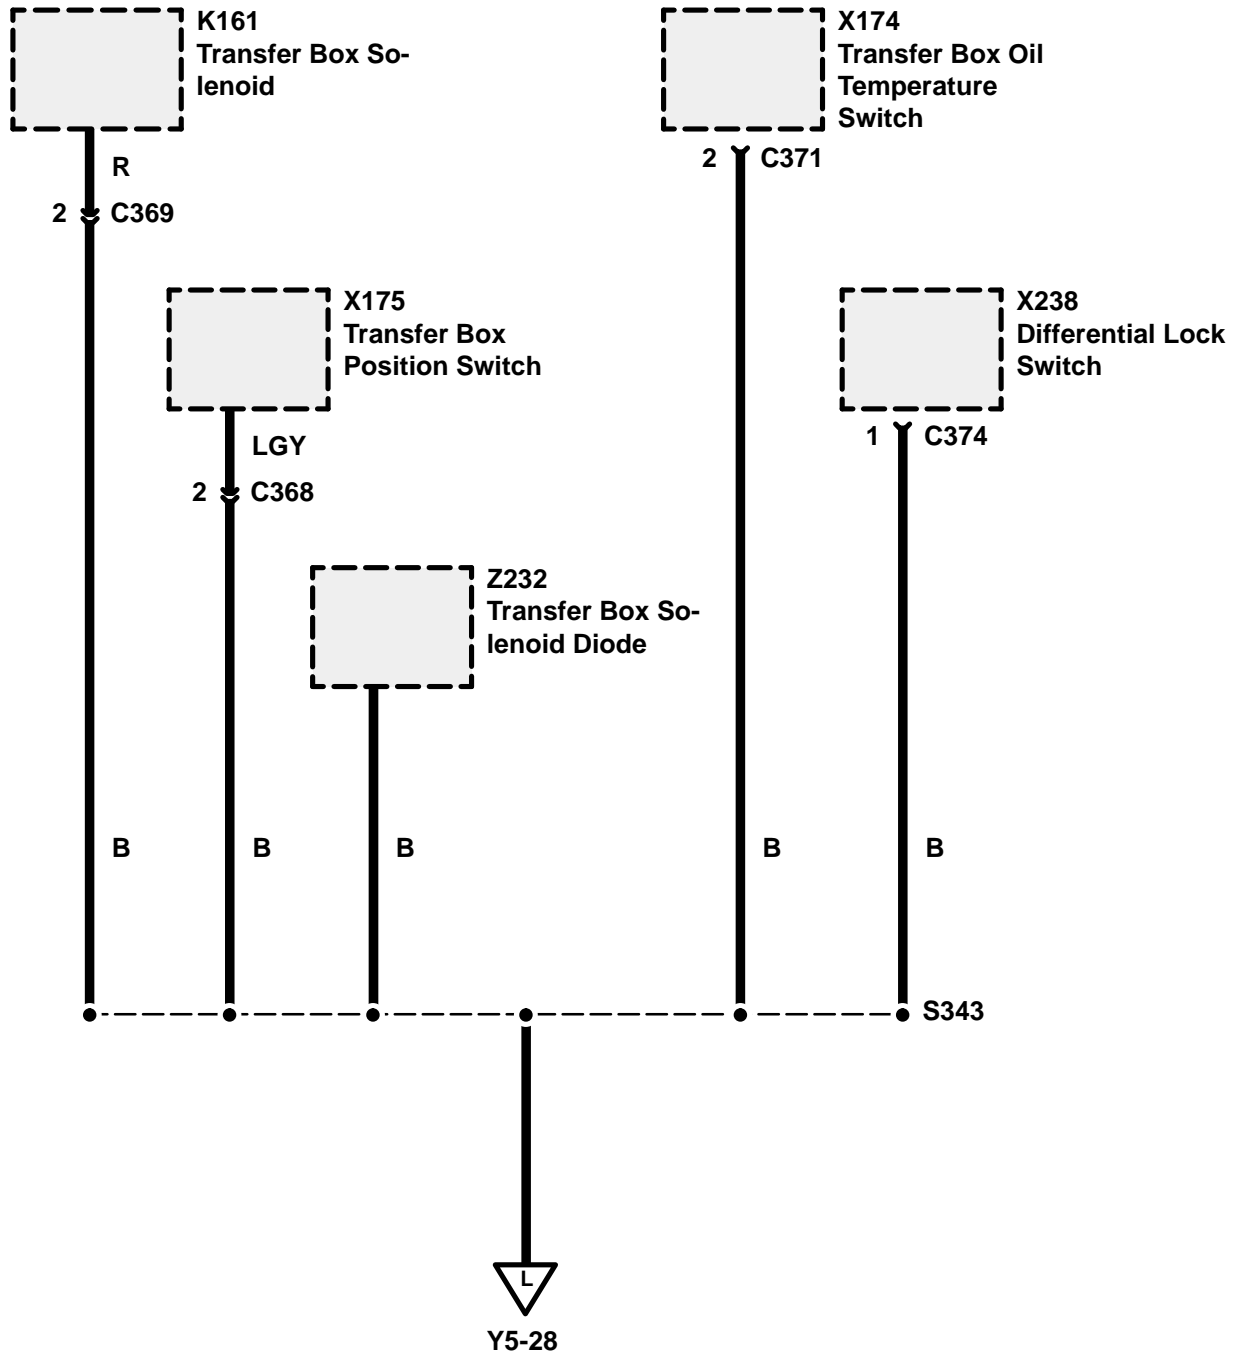 K161
Transfer Box So-
lenoid
X174
Transfer Box Oil
Temperature
Switch
R
2 C369
2 C371
X175
Transfer Box
Position Switch
X238
Differential Lock
Switch
LGY
2 C368
1 C374
Z232
Transfer Box So-
lenoid Diode
B B B B B
S343
L
Y5-28